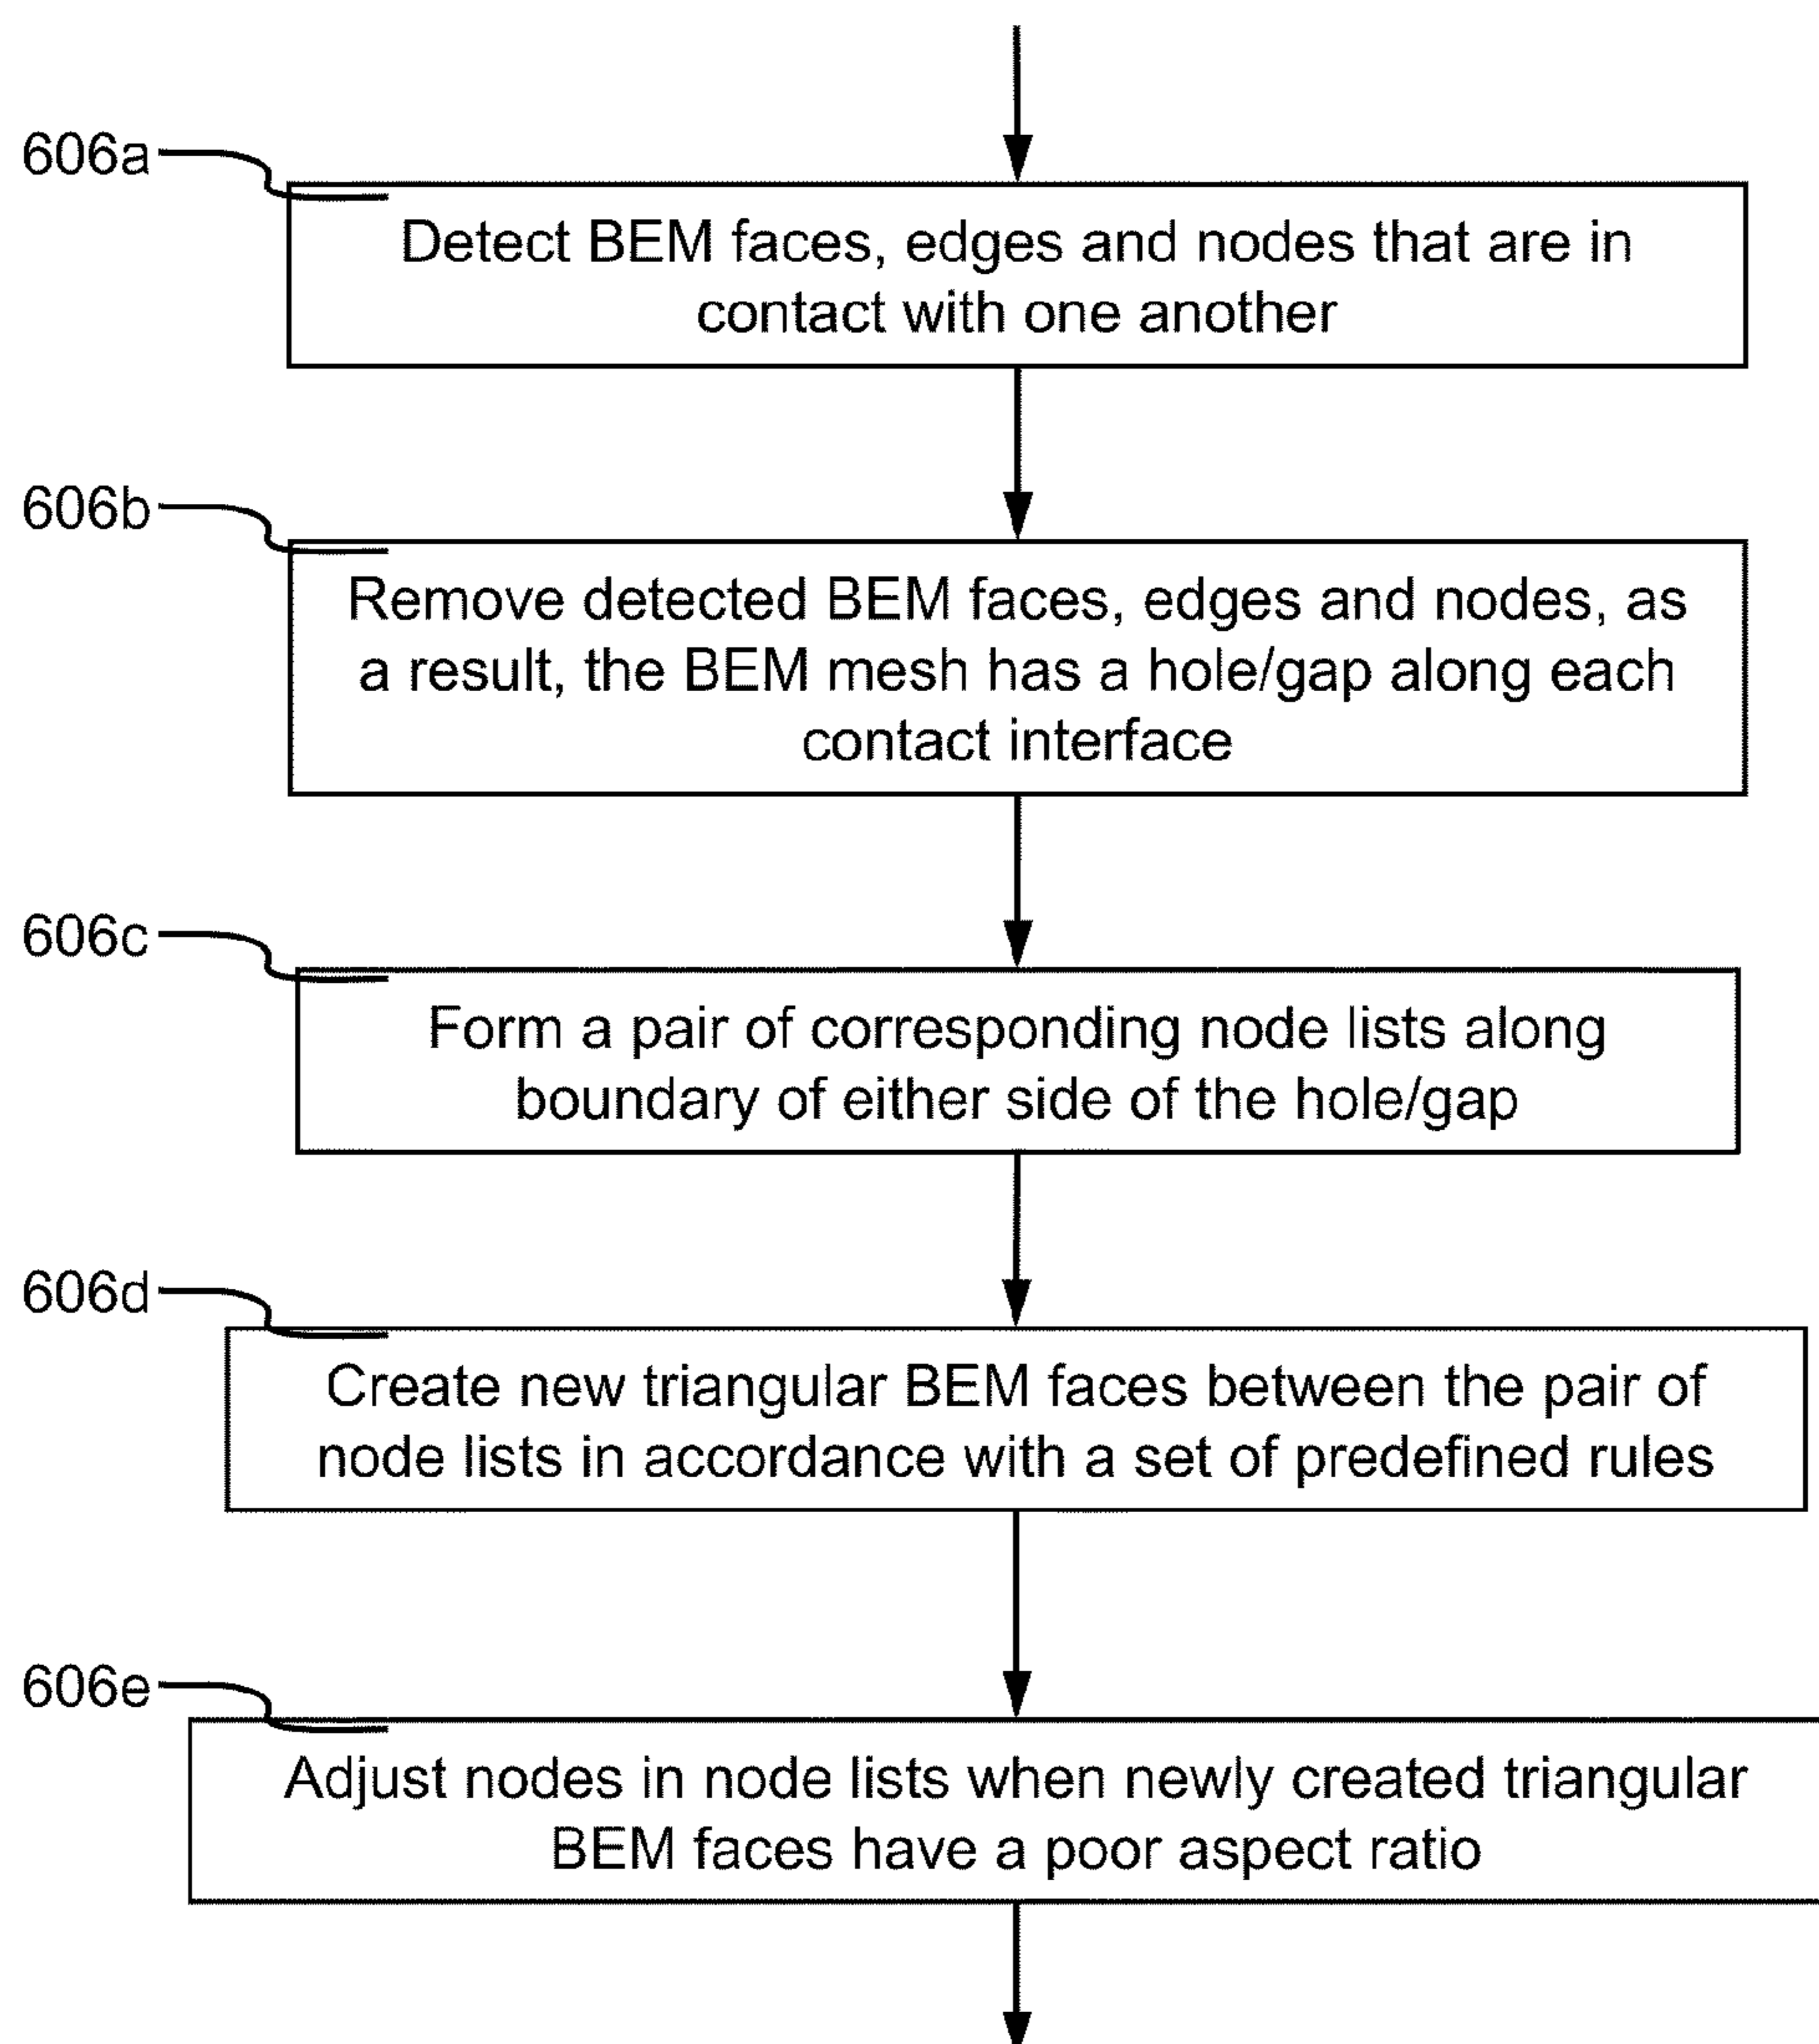 606a
Detect BEM faces, edges and nodes that are in
contact with one another
606b
Remove detected BEM faces, edges and nodes, as
a result, the BEM mesh has a hole/gap along each
contact interface
606c
Form a pair of corresponding node lists along
boundary of either side of the hole/gap
606d
Create new triangular BEM faces between the pair of
node lists in accordance with a set of predefined rules
606e
Adjust nodes in node lists when newly created triangular
BEM faces have a poor aspect ratio